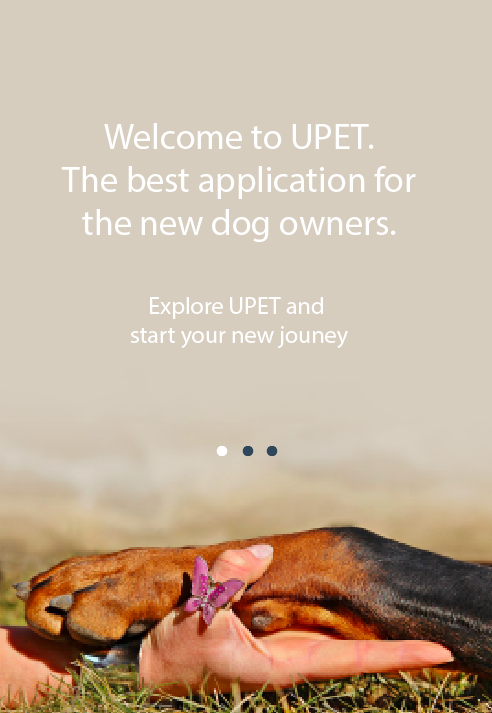 Welcome to UPET.
The best application for
the new dog owners.
Explore UPET and
start your new jouney